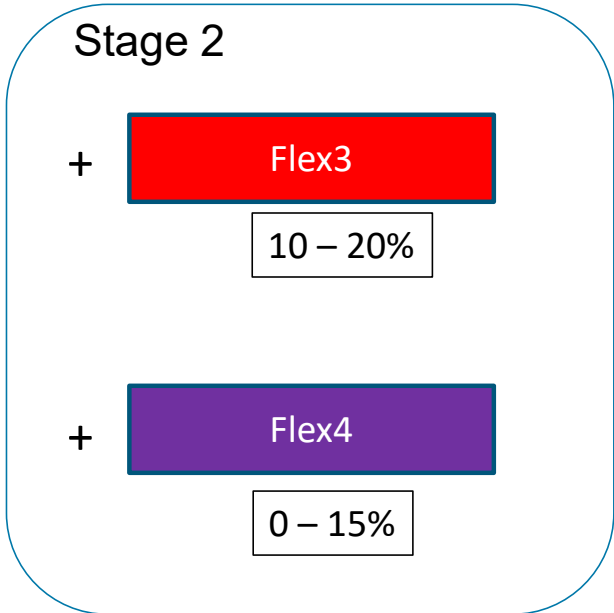 Stage 2
+ Flex3
10 – 20%
+ Flex4
0 – 15%